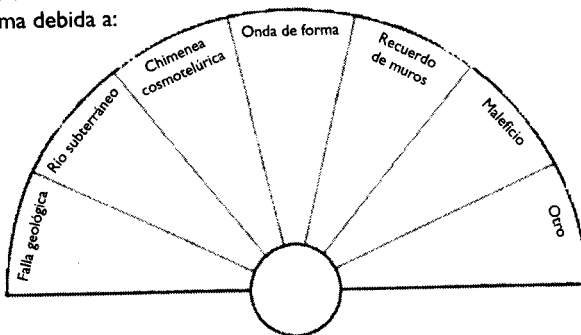 ma debida a:
Falla geológica
Río subterráneo
Chimenea
cosmotelúrica
Onda de forma
Recuerdo
de muros
Maleficio
Otro